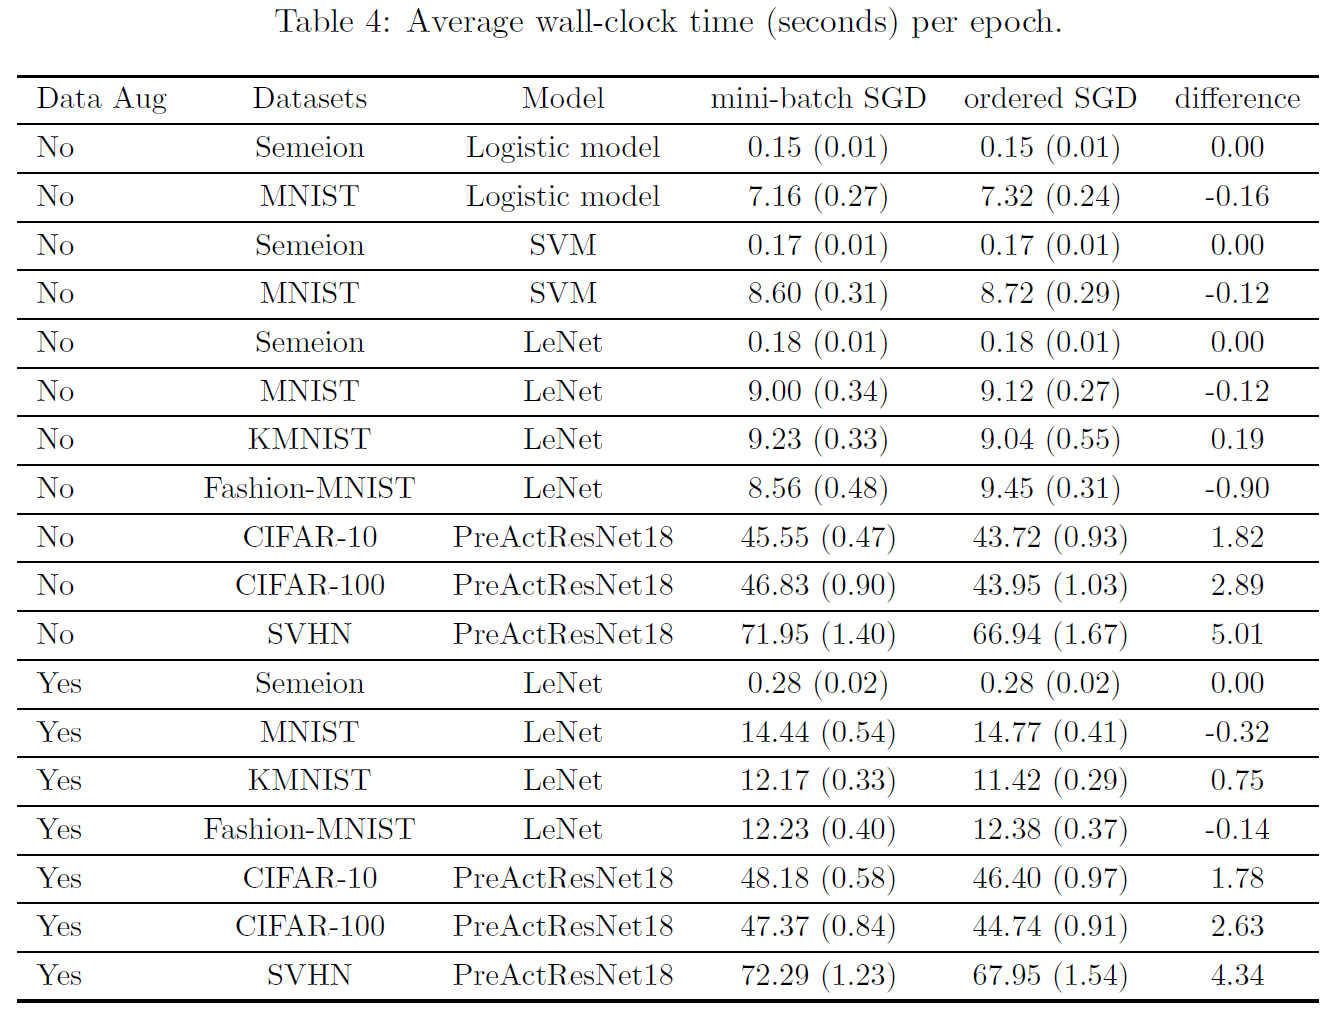 Table 4: Average wall-clock time (seconds) per epoch.
Data Aug Datasets Model mini-batch SGD ordered SGD difference
No Semeion Logistic model 0.15 (0.01) 0.15 (0.01) 0.00
No MNIST Logistic model 7.16 (0.27) 7.32 (0.24) -0.16
No Semeion SVM 0.17 (0.01) 0.17 (0.01) 0.00
No MNIST SVM 8.60 (0.31) 8.72 (0.29) -0.12
No Semeion LeNet 0.18 (0.01) 0.18 (0.01) 0.00
No MNIST LeNet 9.00 (0.34) 9.12 (0.27) -0.12
No KMNIST LeNet 9.23 (0.33) 9.04 (0.55) 0.19
No Fashion-MNIST LeNet 8.56 (0.48) 9.45 (0.31) -0.90
No CIFAR-10 PreActResNet18 45.55 (0.47) 43.72 (0.93) 1.82
No CIFAR-100 PreActResNet18 46.83 (0.90) 43.95 (1.03) 2.89
No SVHN PreActResNet18 71.95 (1.40) 66.94 (1.67) 5.01
Yes Semeion LeNet 0.28 (0.02) 0.28 (0.02) 0.00
Yes MNIST LeNet 14.44 (0.54) 14.77 (0.41) -0.32
Yes KMNIST LeNet 12.17 (0.33) 11.42 (0.29) 0.75
Yes Fashion-MNIST LeNet 12.23 (0.40) 12.38 (0.37) -0.14
Yes CIFAR-10 PreActResNet18 48.18 (0.58) 46.40 (0.97) 1.78
Yes CIFAR-100 PreActResNet18 47.37 (0.84) 44.74 (0.91) 2.63
Yes SVHN PreActResNet18 72.29 (1.23) 67.95 (1.54) 4.34